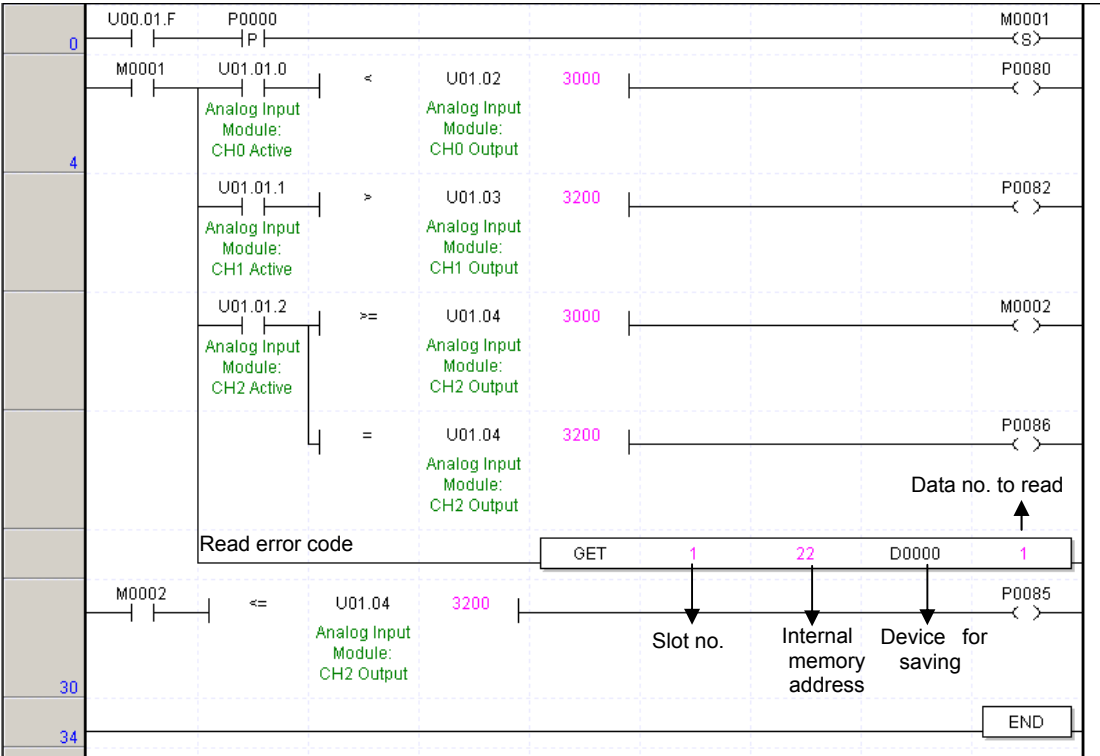 U00.01.F P0000 M0001
P S
0
M0001 U01.01.0 < U01.02 3000 P0080
Analog Input Analog Input
Module: Module:
CH0 Active CH0 Output
4
U01.01.1 > U01.03 3200 P0082
Analog Input Analog Input
Module: Module:
CH1 Active CH1 Output
U01.01.2 >= U01.04 3000 M0002
Analog Input Analog Input
Module: Module:
CH2 Active CH2 Output
= U01.04 3200 P0086
Analog Input
Module:
CH2 Output
Data no. to read
Read error code
GET 1 22 D0000 1
M0002 <= U01.04 3200 P0085
Analog Input
Module:
CH2 Output
Slot no.
Internal
memory
address
Device for
saving
30
END
34